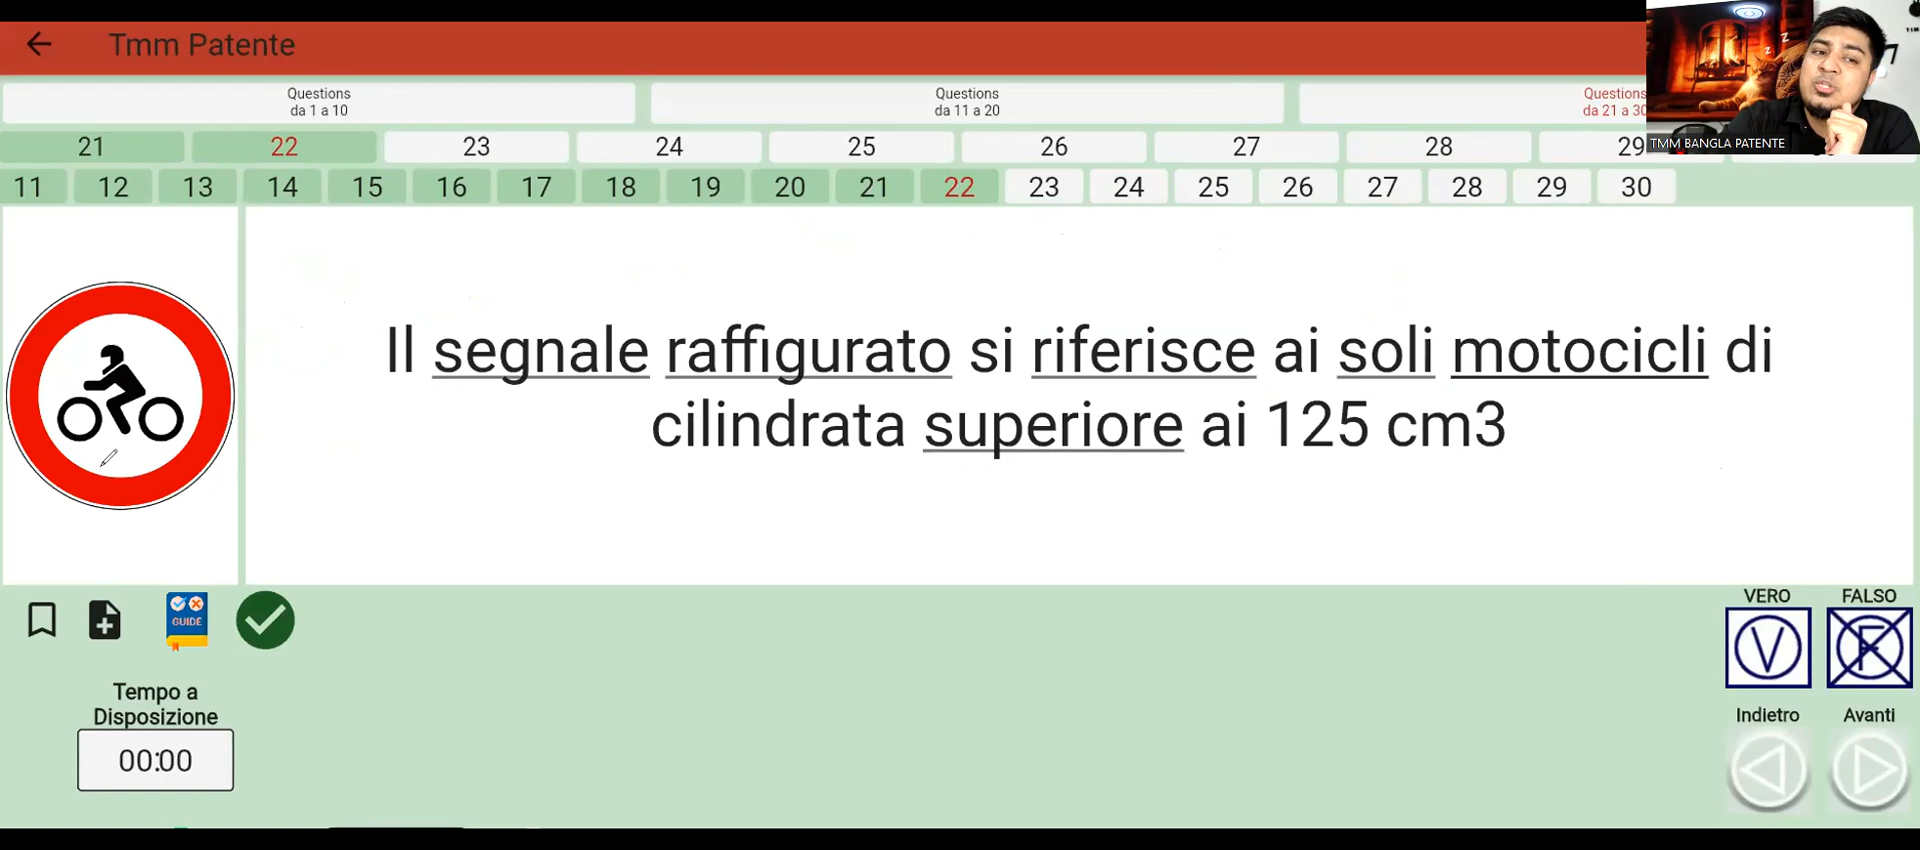 Tmm Patente
Questions
da 1 a 10
Questions
da 11 a 20
Questions
da 21 a 30
TMM BANGLA PATENTE
21 22 23 24 25 26 27 28 29
11 12 13 14 15 16 17 18 19 20 21 22 23 24 25 26 27 28 29 30
Il segnale raffigurato si riferisce ai soli motocicli di
cilindrata superiore ai 125 cm3
GUIDE
VERO FALSO
V F
Tempo a
Disposizione
00:00
Indietro Avanti